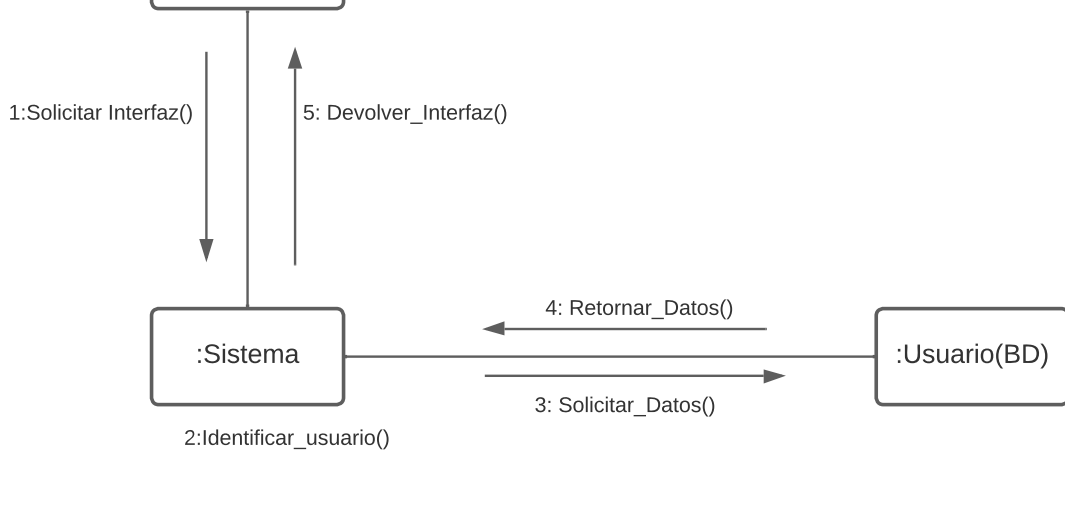 1:Solicitar Interfaz()
5: Devolver_Interfaz()
4: Retornar_Datos()
:Sistema
:Usuario(BD)
3: Solicitar_Datos()
2:Identificar_usuario()